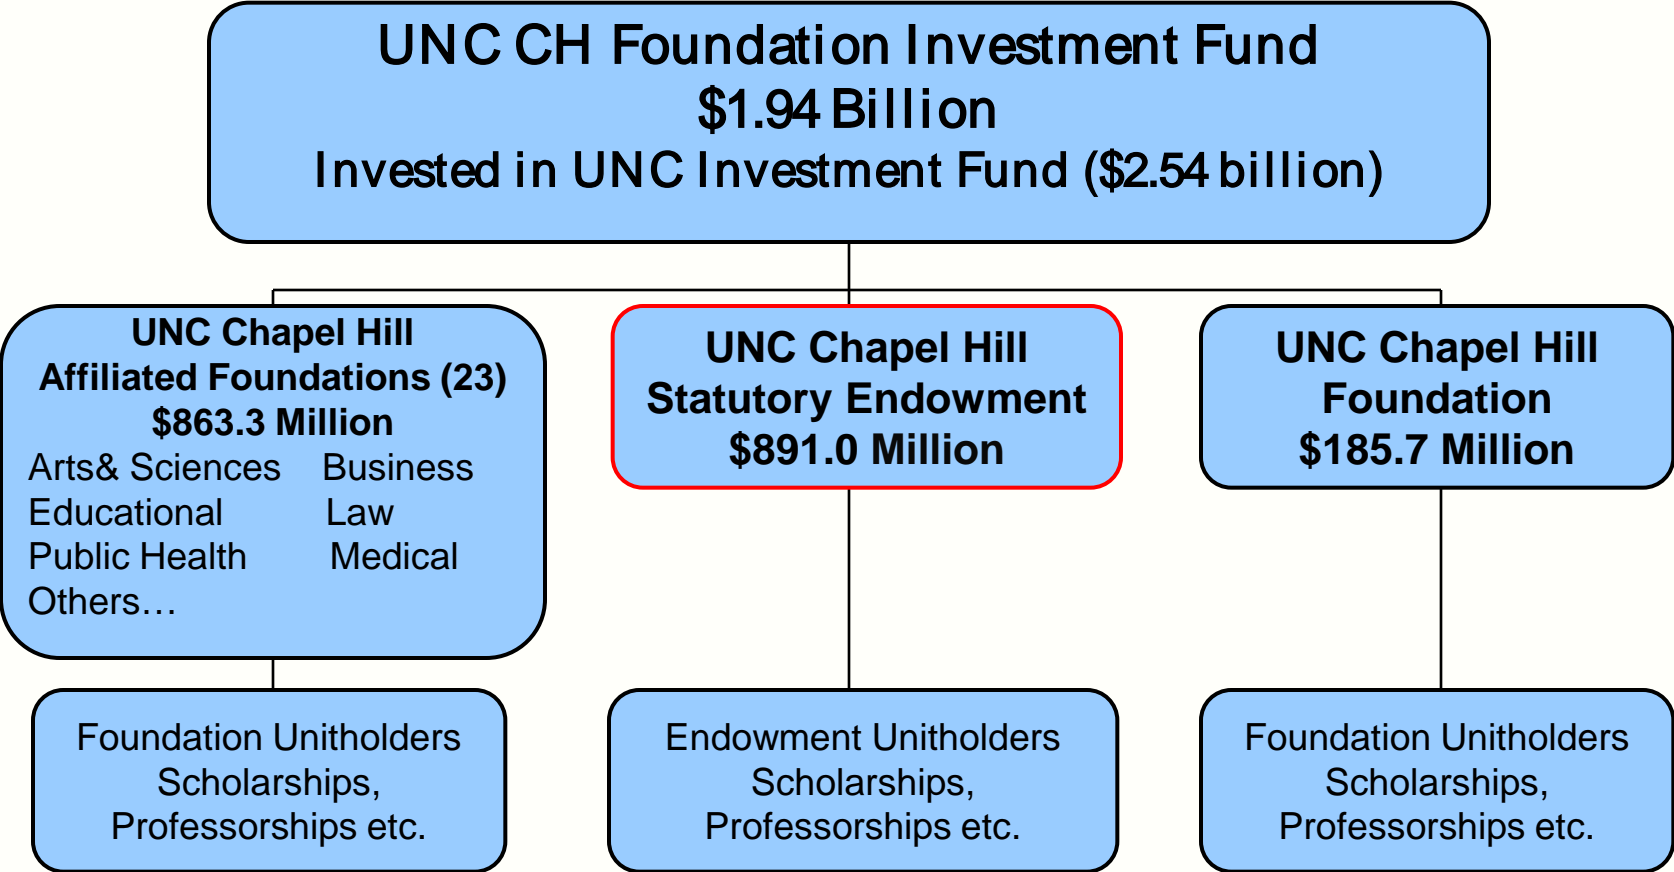 UNC CH Foundation Investment Fund
$1.94 Billion
Invested in UNC Investment Fund ($2.54 billion)
UNC Chapel Hill
Affiliated Foundations (23)
$863.3 Million
Arts& Sciences Business
Educational Law
Public Health Medical
Others…
UNC Chapel Hill
Statutory Endowment
$891.0 Million
UNC Chapel Hill
Foundation
$185.7 Million
Foundation Unitholders
Scholarships,
Professorships etc.
Endowment Unitholders
Scholarships,
Professorships etc.
Foundation Unitholders
Scholarships,
Professorships etc.